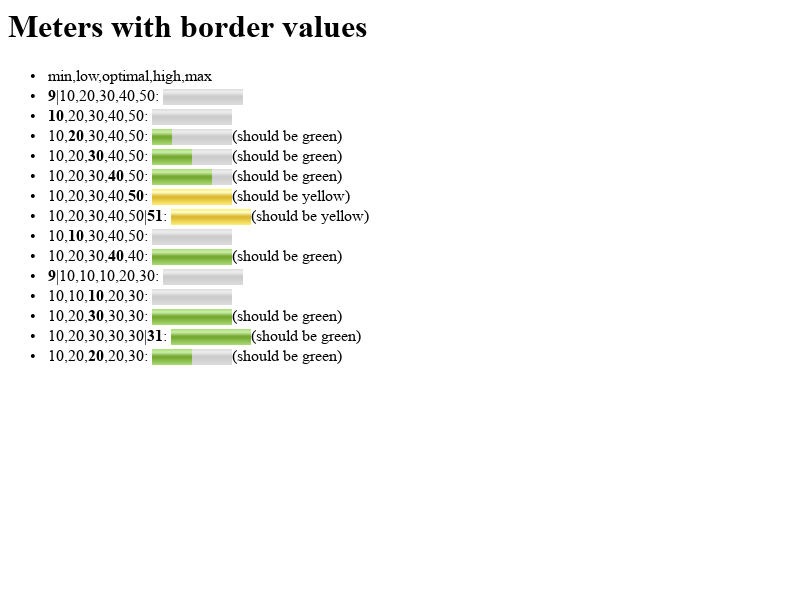 Meters with border values
• min,low,optimal,high,max
• 9|10,20,30,40,50:
• 10,20,30,40,50:
• 10,20,30,40,50: (should be green)
• 10,20,30,40,50: (should be green)
• 10,20,30,40,50: (should be green)
• 10,20,30,40,50: (should be yellow)
• 10,20,30,40,50|51: (should be yellow)
• 10,10,30,40,50:
• 10,20,30,40,40: (should be green)
• 9|10,10,10,20,30:
• 10,10,10,20,30:
• 10,20,30,30,30: (should be green)
• 10,20,30,30,30|31: (should be green)
• 10,20,20,20,30: (should be green)